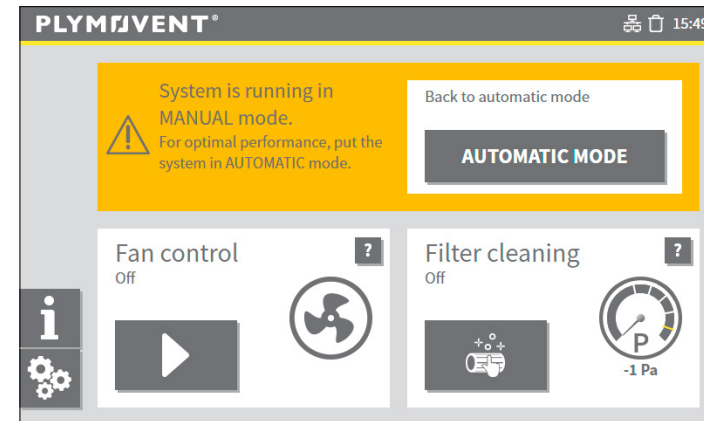 PLYMOVENT®
15:49
System is running in
MANUAL mode.
For optimal performance, put the
system in AUTOMATIC mode.
Back to automatic mode
AUTOMATIC MODE
Fan control
?
Off
Filter cleaning
?
Off
P
-1 Pa
i